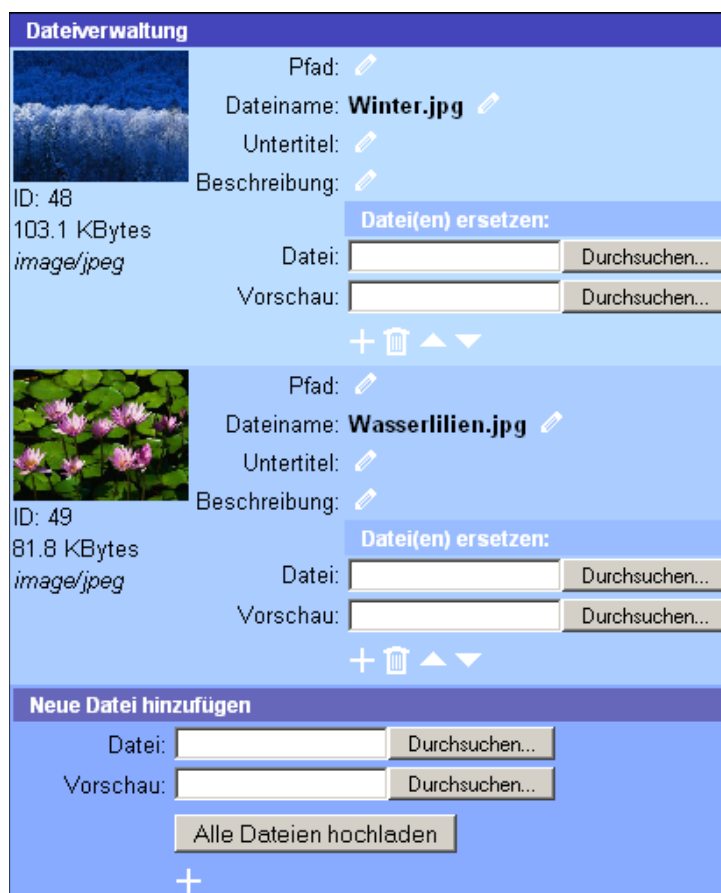 Dateiverwaltung
Pfad:
Dateiname: Winter.jpg
Untertitel:
Beschreibung:
ID: 48
103.1 KBytes
image/jpeg
Datei(en) ersetzen:
Datei: Durchsuchen...
Vorschau: Durchsuchen...
Pfad:
Dateiname: Wasserlilien.jpg
Untertitel:
Beschreibung:
ID: 49
81.8 KBytes
image/jpeg
Datei(en) ersetzen:
Datei: Durchsuchen...
Vorschau: Durchsuchen...
Neue Datei hinzufügen
Datei: Durchsuchen...
Vorschau: Durchsuchen...
Alle Dateien hochladen